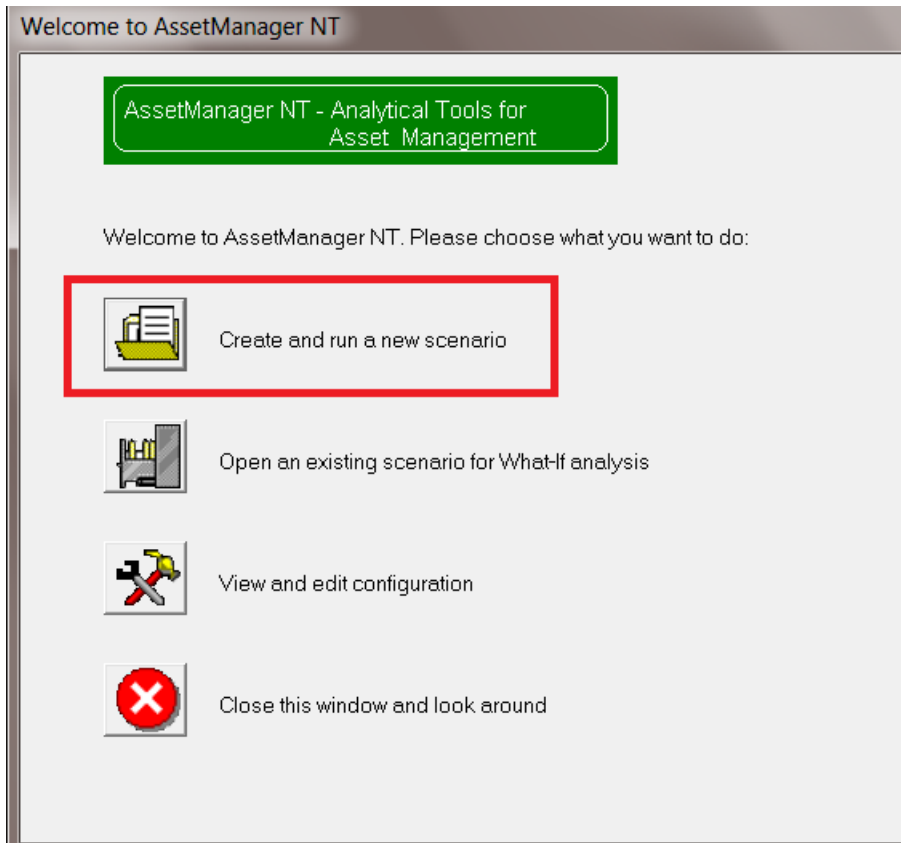 Welcome to AssetManager NT
AssetManager NT - Analytical Tools for
Asset Management
Welcome to AssetManager NT. Please choose what you want to do:
Create and run a new scenario
Open an existing scenario for What-If analysis
View and edit configuration
Close this window and look around